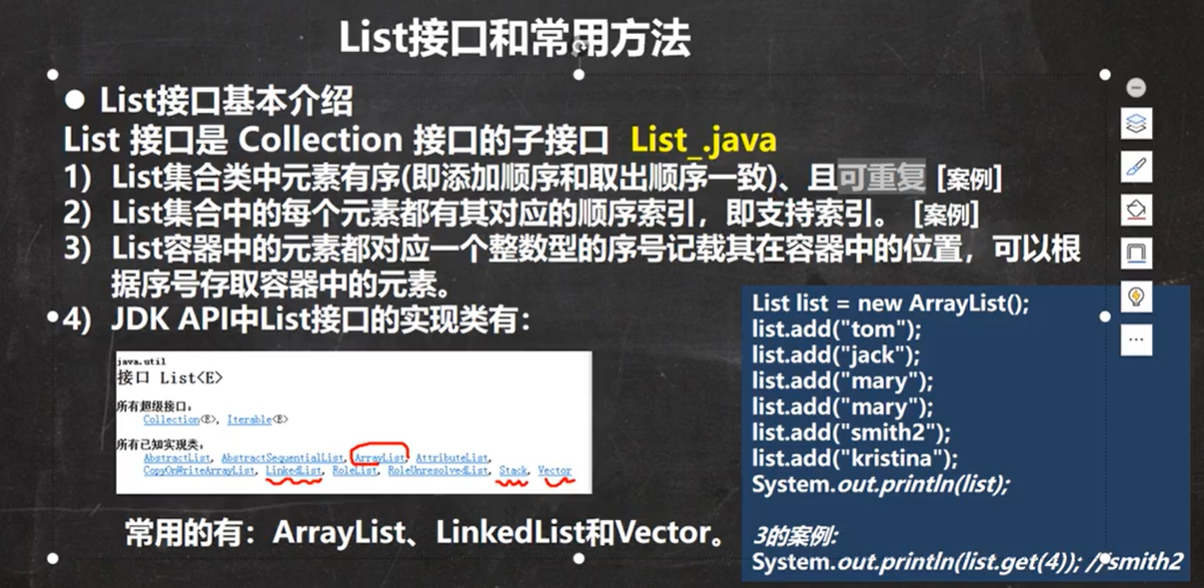 List接口和常用方法
● List接口基本介绍
List 接口是 Collection 接口的子接口 List_.java
1) List集合类中元素有序(即添加顺序和取出顺序一致)、且可重复 [案例]
2) List集合中的每个元素都有其对应的顺序索引，即支持索引。 [案例]
3) List容器中的元素都对应一个整数型的序号记载其在容器中的位置，可以根
据序号存取容器中的元素。
•4) JDK API中List接口的实现类有：
java.util
接口 List<E>
所有超级接口：
Collection<E>, Iterable<E>
所有已知实现类：
AbstractList, AbstractSequentialList, ArrayList, AttributeList,
CopyOnWriteArrayList, LinkedList, RoleList, RoleUnresolvedList, Stack, Vector
常用的有：ArrayList、LinkedList和Vector。
List list = new ArrayList();
list.add("tom");
list.add("jack");
list.add("mary");
list.add("mary");
list.add("smith2");
list.add("kristina");
System.out.println(list);
3的案例:
System.out.println(list.get(4)); //smith2